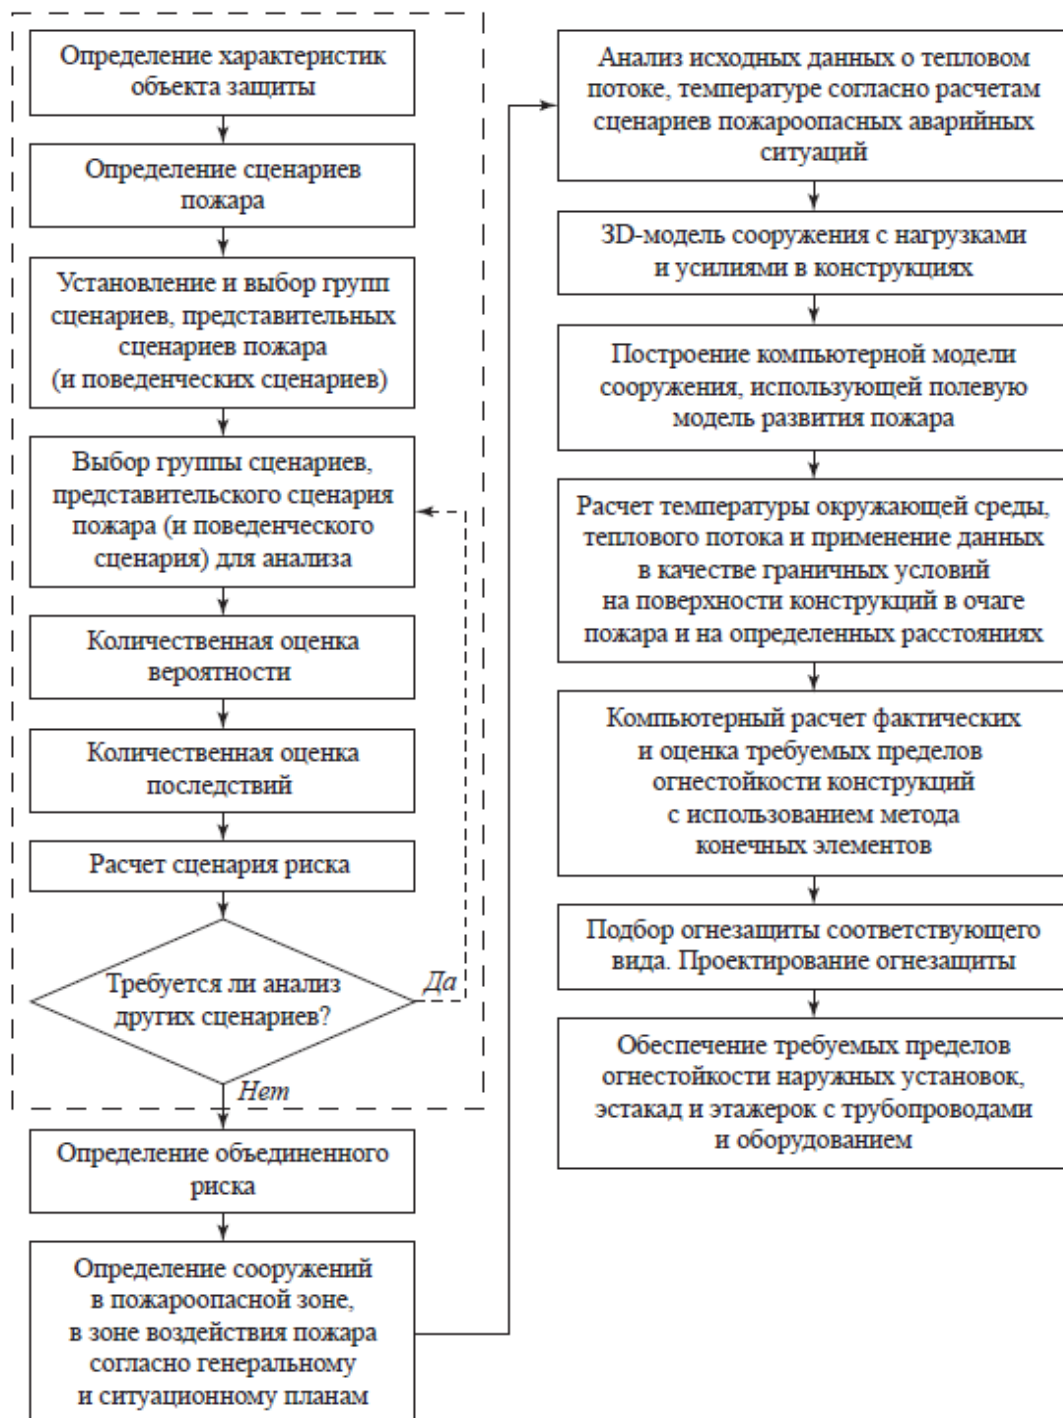 Определение характеристик
объекта защиты
Определение сценариев
пожара
Установление и выбор групп
сценариев, представительных
сценариев пожара
(и поведенческих сценариев)
Выбор группы сценариев,
представительского сценария
пожара (и поведенческого
сценария) для анализа
Количественная оценка
вероятности
Количественная оценка
последствий
Расчет сценария риска
Требуется ли анализ
других сценариев?
Да
Нет
Определение объединенного
риска
Определение сооружений
в пожароопасной зоне,
в зоне воздействия пожара
согласно генеральному
и ситуационному планам
Анализ исходных данных о тепловом
потоке, температуре согласно расчетам
сценариев пожароопасных аварийных
ситуаций
3D-модель сооружения с нагрузками
и усилиями в конструкциях
Построение компьютерной модели
сооружения, использующей полевую
модель развития пожара
Расчет температуры окружающей среды,
теплового потока и применение данных
в качестве граничных условий
на поверхности конструкций в очаге
пожара и на определенных расстояниях
Компьютерный расчет фактических
и оценка требуемых пределов
огнестойкости конструкций
с использованием метода
конечных элементов
Подбор огнезащиты соответствующего
вида. Проектирование огнезащиты
Обеспечение требуемых пределов
огнестойкости наружных установок,
эстакад и этажерок с трубопроводами
и оборудованием